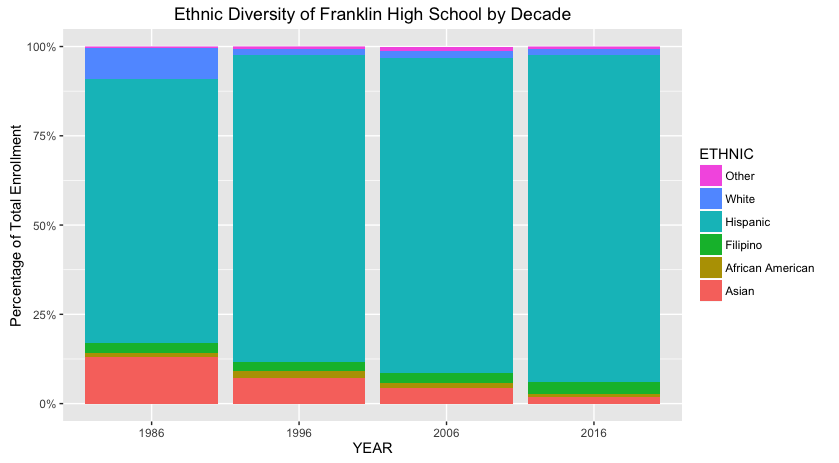 Ethnic Diversity of Franklin High School by Decade
Percentage of Total Enrollment
100%
75%
50%
25%
0%
1986 1996 2006 2016
YEAR
ETHNIC
Other
White
Hispanic
Filipino
African American
Asian